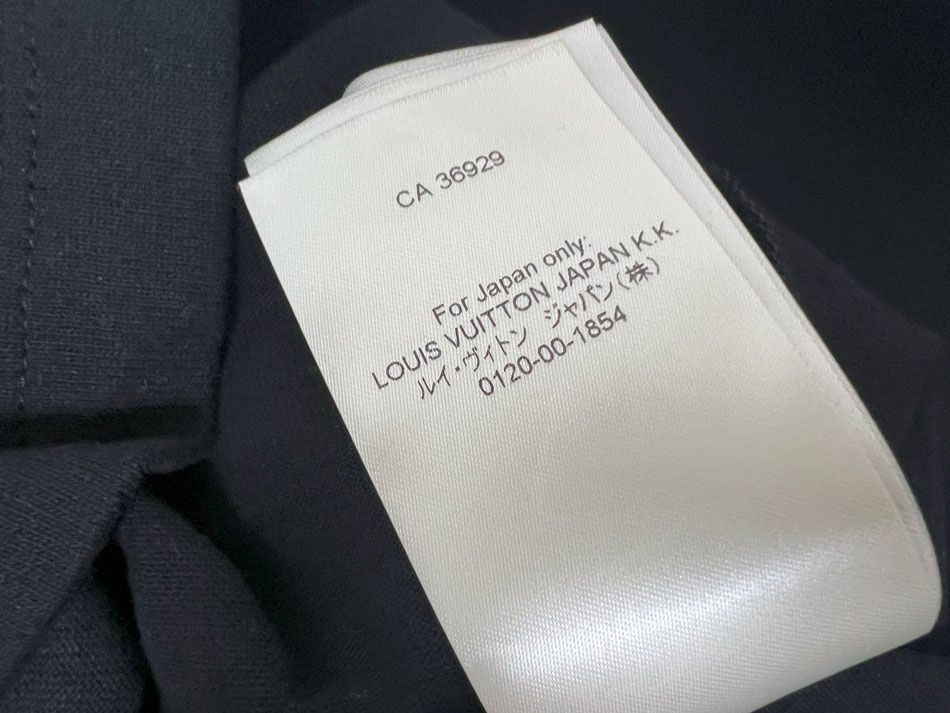 CA 36929
For Japan only:
LOUIS VUITTON JAPAN K.K.
ルイ・ヴィトン ジャパン(株)
0120-00-1854